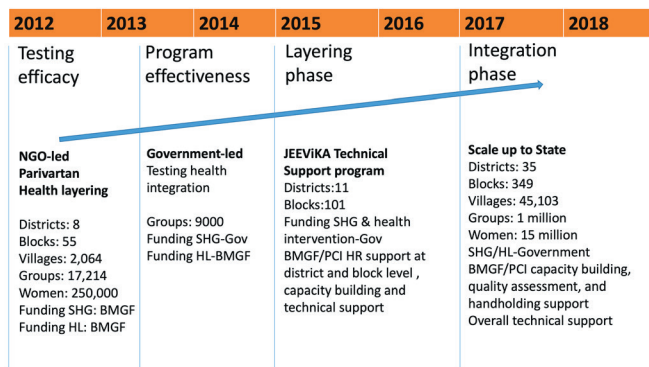 2012 2013 2014 2015 2016 2017 2018
Testing
efficacy
Program
effectiveness
Layering
phase
Integration
phase
NGO-led
Parivartan
Health layering
Districts: 8
Blocks: 55
Villages: 2,064
Groups: 17,214
Women: 250,000
Funding SHG: BMGF
Funding HL: BMGF
Government-led
Testing health
integration
Groups: 9000
Funding SHG-Gov
Funding HL-BMGF
JEEViKA Technical
Support program
Districts:11
Blocks:101
Funding SHG & health
intervention-Gov
BMGF/PCI HR support at
district and block level ,
capacity building and
technical support
Scale up to State
Districts: 35
Blocks: 349
Villages: 45,103
Groups: 1 million
Women: 15 million
SHG/HL-Government
BMGF/PCI capacity building,
quality assessment, and
handholding support
Overall technical support